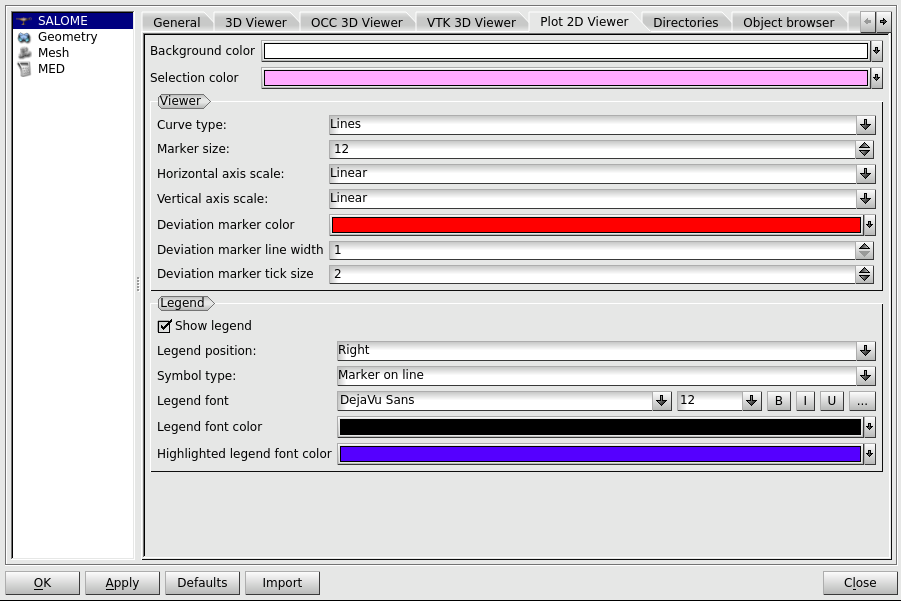 SALOME
Geometry
Mesh
MED
General 3D Viewer OCC 3D Viewer VTK 3D Viewer Plot 2D Viewer Directories Object browser
Background color
Selection color
Viewer
Curve type: Lines
Marker size: 12
Horizontal axis scale: Linear
Vertical axis scale: Linear
Deviation marker color
Deviation marker line width 1
Deviation marker tick size 2
Legend
Show legend
Legend position: Right
Symbol type: Marker on line
Legend font DejaVu Sans 12 B I U ...
Legend font color
Highlighted legend font color
OK Apply Defaults Import Close